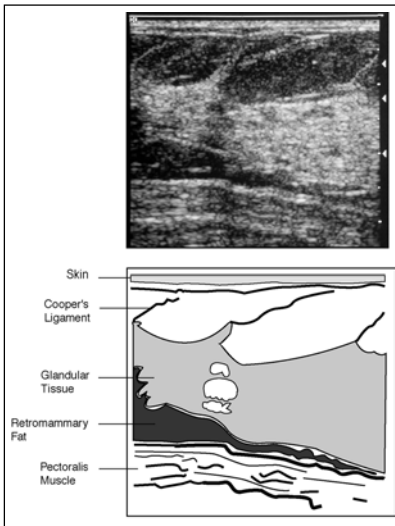 Skin
Cooper's
Ligament
Glandular
Tissue
Retromammary
Fat
Pectoralis
Muscle